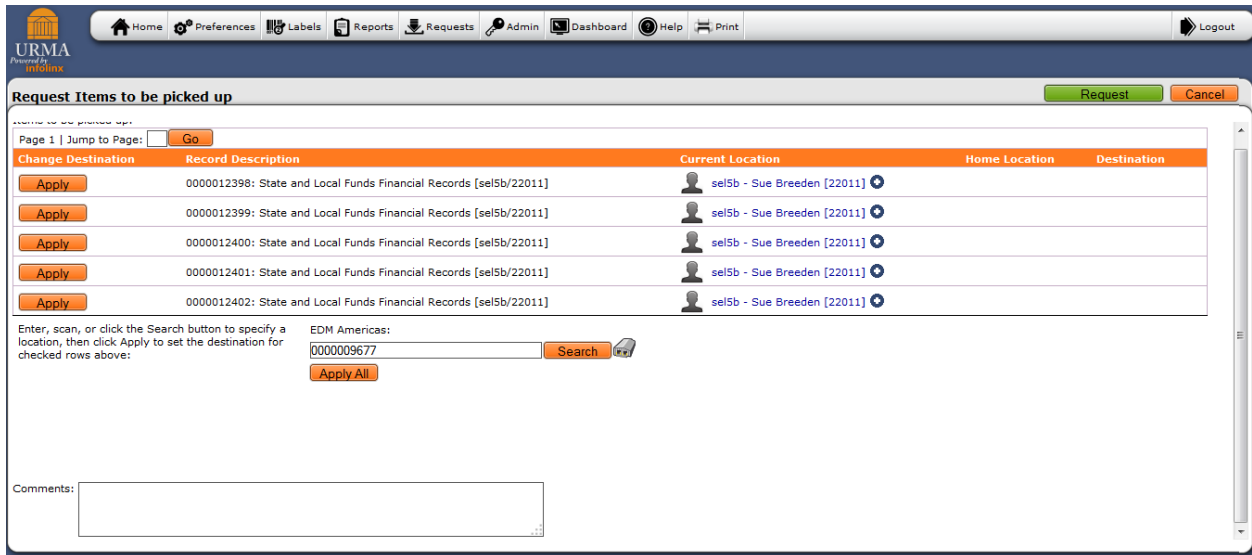 Home Preferences Labels Reports Requests Admin Dashboard Help Print Logout
URMA
Powered by
infolinx
Request Items to be picked up Request Cancel
Items to be picked up:
Page 1 | Jump to Page: Go
Change Destination Record Description Current Location Home Location Destination
Apply 0000012398: State and Local Funds Financial Records [sel5b/22011] sel5b - Sue Breeden [22011]
Apply 0000012399: State and Local Funds Financial Records [sel5b/22011] sel5b - Sue Breeden [22011]
Apply 0000012400: State and Local Funds Financial Records [sel5b/22011] sel5b - Sue Breeden [22011]
Apply 0000012401: State and Local Funds Financial Records [sel5b/22011] sel5b - Sue Breeden [22011]
Apply 0000012402: State and Local Funds Financial Records [sel5b/22011] sel5b - Sue Breeden [22011]
Enter, scan, or click the Search button to specify a
location, then click Apply to set the destination for
checked rows above:
EDM Americas:
0000009677 Search
Apply All
Comments: